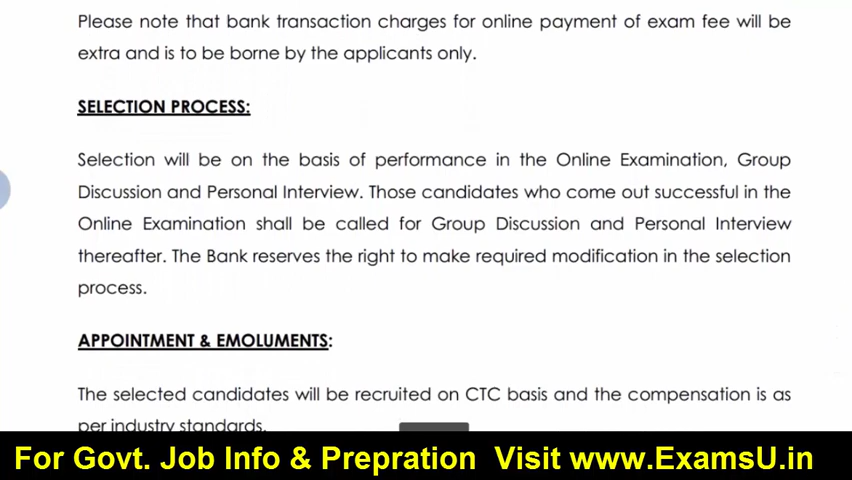 Please note that bank transaction charges for online payment of exam fee will be
extra and is to be borne by the applicants only.
SELECTION PROCESS:
Selection will be on the basis of performance in the Online Examination, Group
Discussion and Personal Interview. Those candidates who come out successful in the
Online Examination shall be called for Group Discussion and Personal Interview
thereafter. The Bank reserves the right to make required modification in the selection
process.
APPOINTMENT & EMOLUMENTS:
The selected candidates will be recruited on CTC basis and the compensation is as
per industry standards.
For Govt. Job Info & Prepration Visit www.ExamsU.in